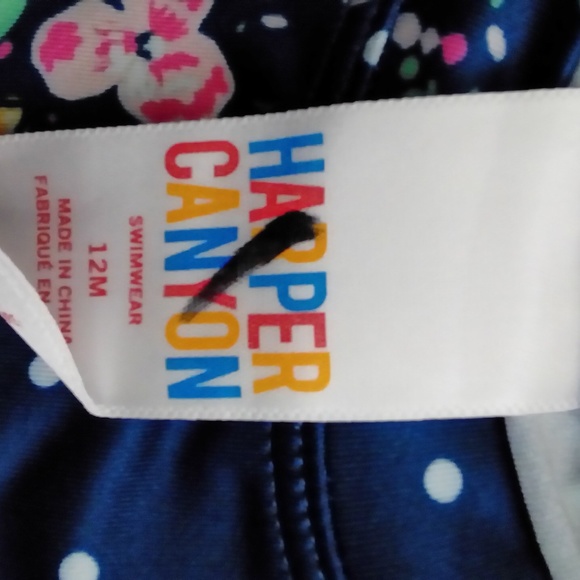 HARPER
CANYON
SWIMWEAR
12M
MADE IN CHINA
FABRIQUÉ EN